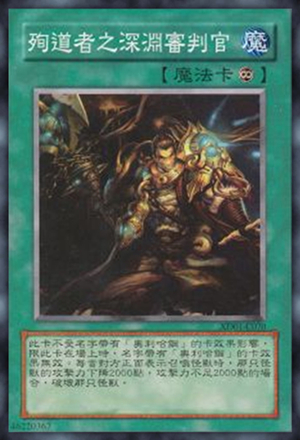 殉道者之深淵審判官 魔
【魔法卡】
此卡不受名字帶有「奧利哈鋼」的卡效果影響,
限此卡在場上時,名字帶有「奧利哈鋼」的卡效
果無效。每當對方正面表示召喚怪獸時,那只怪
獸的攻擊力下降2000點,攻擊力不足2000點的場
合,破壞那只怪獸。